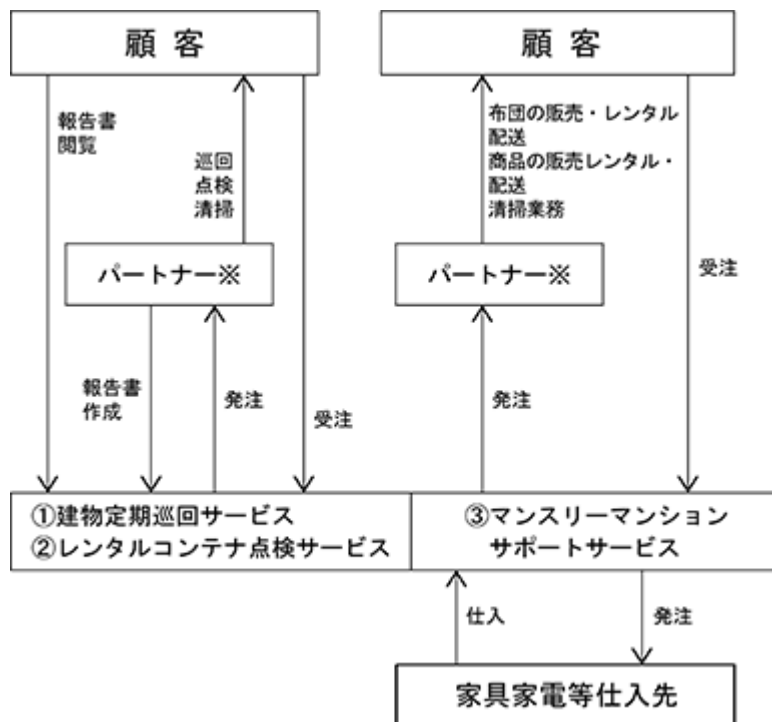 顧 客
報告書
閲覧
巡回
点検
清掃
パートナー※
報告書
作成
発注
受注
①建物定期巡回サービス
②レンタルコンテナ点検サービス
顧 客
布団の販売・レンタル
配送
商品の販売レンタル・
配送
清掃業務
パートナー※
受注
発注
③マンスリーマンション
サポートサービス
仕入
発注
家具家電等仕入先